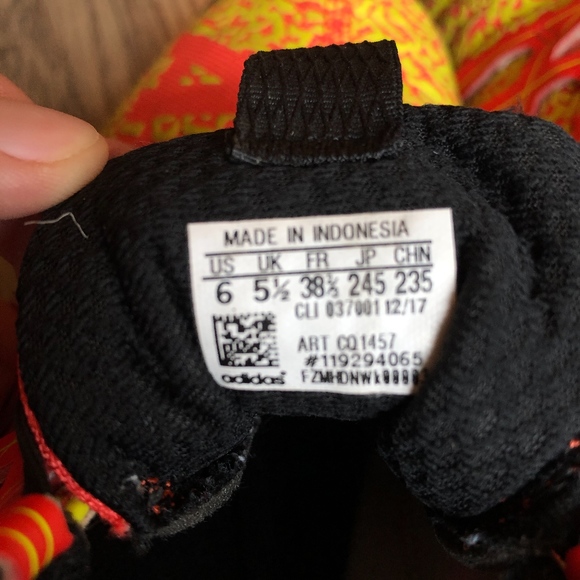 MADE IN INDONESIA
US UK FR JP CHN
6 5½ 38⅔ 245 235
CLI 037001 12/17
ART CQ1457
#119294065
adidas